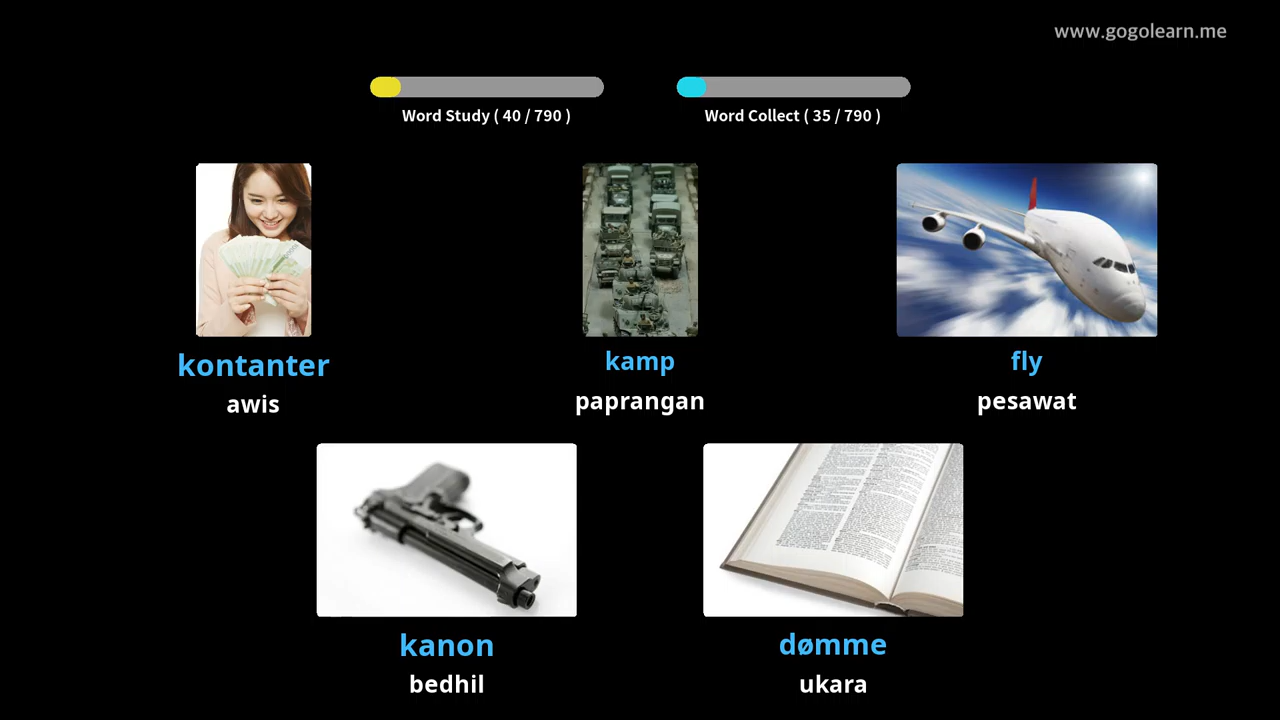 www.gogolearn.me
Word Study ( 40 / 790 )
Word Collect ( 35 / 790 )
kontanter
awis
kamp
paprangan
fly
pesawat
kanon
bedhil
dømme
ukara